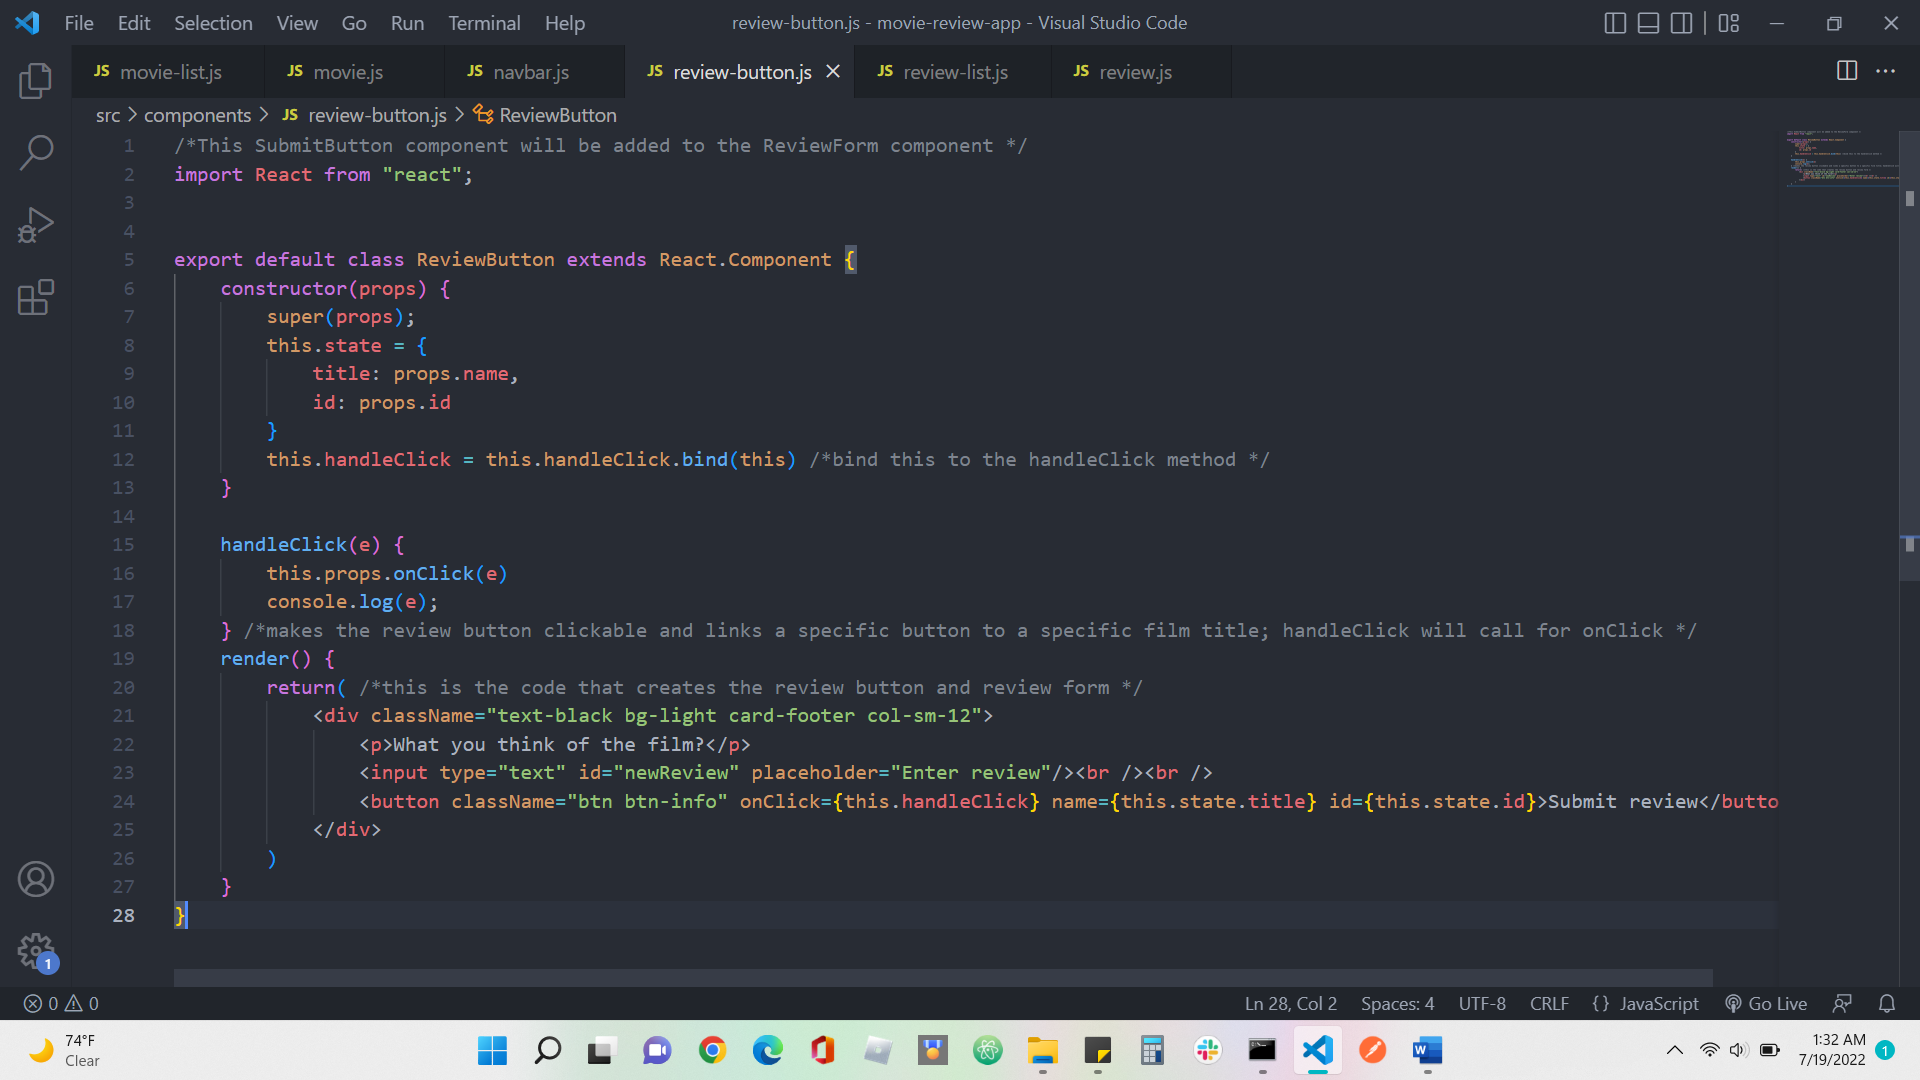 File Edit Selection View Go Run Terminal Help review-button.js - movie-review-app - Visual Studio Code
JS movie-list.js JS movie.js JS navbar.js JS review-button.js JS review-list.js JS review.js
src > components > JS review-button.js > ReviewButton
1 /*This SubmitButton component will be added to the ReviewForm component */
2 import React from "react";
3
4
5 export default class ReviewButton extends React.Component {
6 constructor(props) {
7 super(props);
8 this.state = {
9 title: props.name,
10 id: props.id
11 }
12 this.handleClick = this.handleClick.bind(this) /*bind this to the handleClick method */
13 }
14
15 handleClick(e) {
16 this.props.onClick(e)
17 console.log(e);
18 } /*makes the review button clickable and links a specific button to a specific film title; handleClick will call for onClick */
19 render() {
20 return( /*this is the code that creates the review button and review form */
21 <div className="text-black bg-light card-footer col-sm-12">
22 <p>What you think of the film?</p>
23 <input type="text" id="newReview" placeholder="Enter review"/><br /><br />
24 <button className="btn btn-info" onClick={this.handleClick} name={this.state.title} id={this.state.id}>Submit review</butto
25 </div>
26 )
27 }
28 }
1
0 0 Ln 28, Col 2 Spaces: 4 UTF-8 CRLF {} JavaScript Go Live
74°F
Clear
1:32 AM
7/19/2022
1